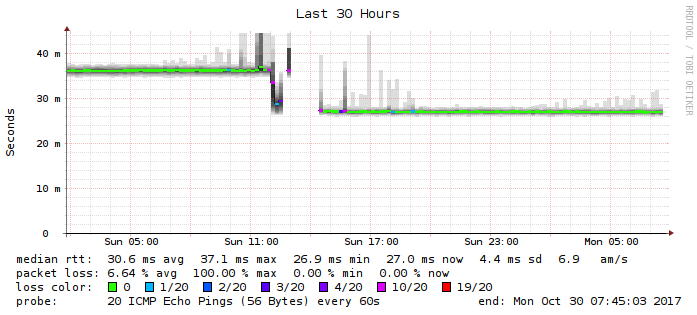 Last 30 Hours
RRDTOOL / TOBI OETIKER
Seconds
40 m
30 m
20 m
10 m
0
Sun 05:00 Sun 11:00 Sun 17:00 Sun 23:00 Mon 05:00
median rtt: 30.6 ms avg 37.1 ms max 26.9 ms min 27.0 ms now 4.4 ms sd 6.9 am/s
packet loss: 6.64 % avg 100.00 % max 0.00 % min 0.00 % now
loss color: 0 1/20 2/20 3/20 4/20 10/20 19/20
probe: 20 ICMP Echo Pings (56 Bytes) every 60s end: Mon Oct 30 07:45:03 2017